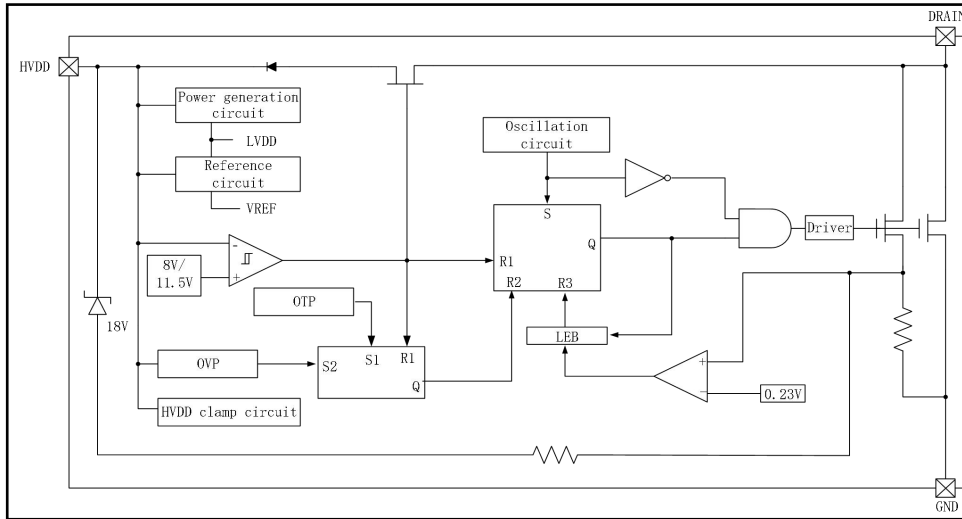 DRAIN
HVDD
Power generation
circuit
LVDD
Reference
circuit
VREF
Oscillation
circuit
S
Q
R1
R2
R3
Driver
-
+
8V/
11.5V
OTP
18V
OVP
S2
S1
R1
Q
LEB
+
-
0.23V
HVDD clamp circuit
GND